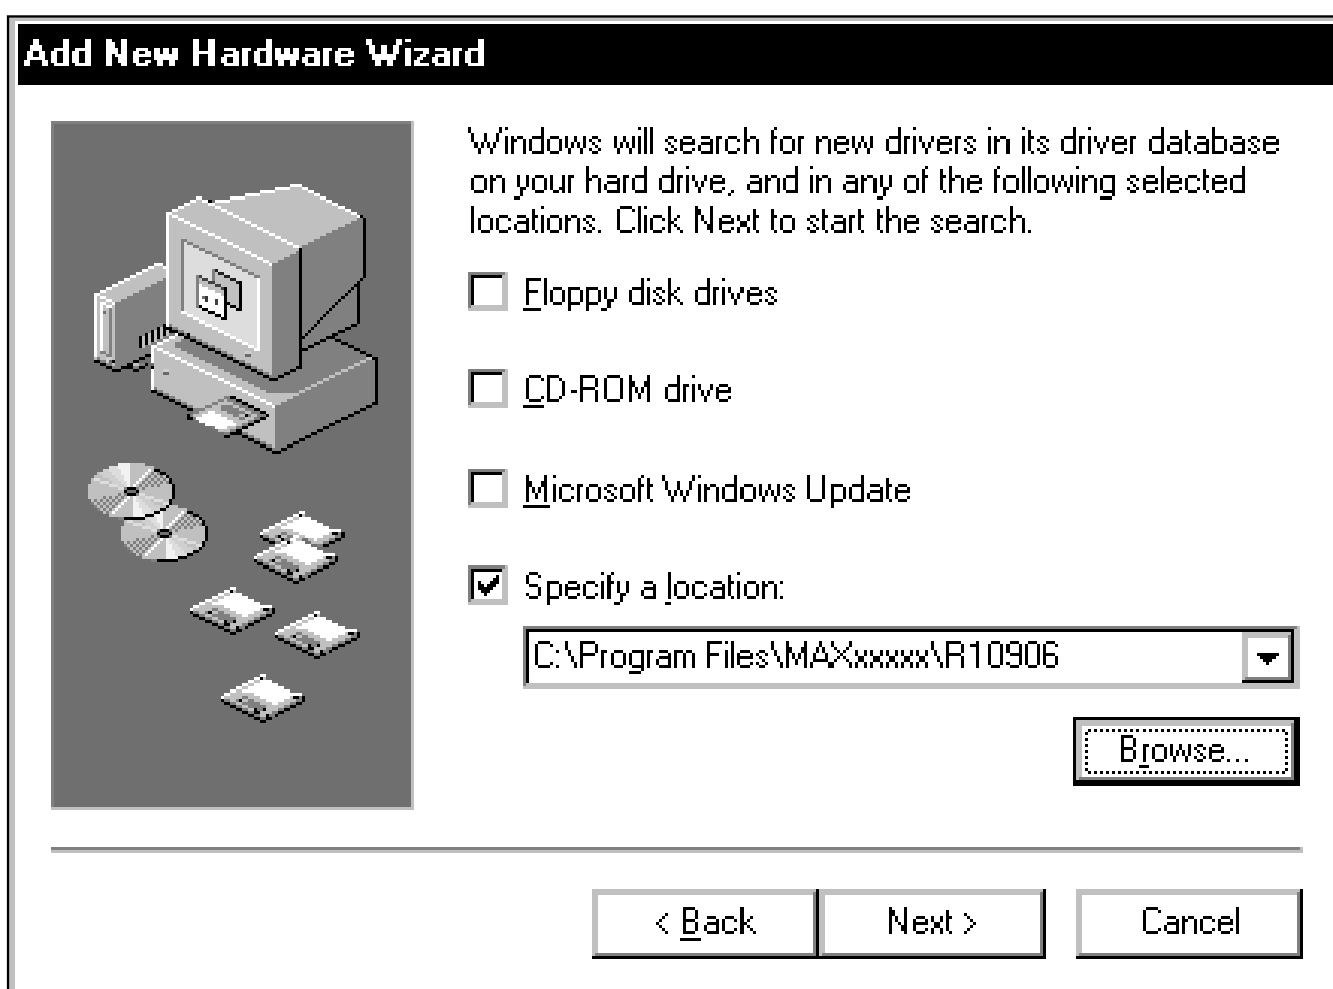 Add New Hardware Wizard
Windows will search for new drivers in its driver database
on your hard drive, and in any of the following selected
locations. Click Next to start the search.
Floppy disk drives
CD-ROM drive
Microsoft Windows Update
Specify a location:
C:\Program Files\MAXxxxxx\R10906
Browse...
< Back
Next >
Cancel